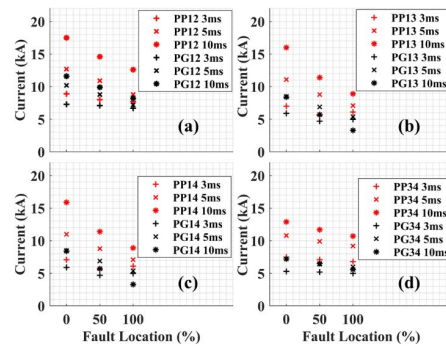 25
20
15
10
5
0
Current (kA)
PP12 3ms
PP12 5ms
PP12 10ms
PG12 3ms
PG12 5ms
PG12 10ms
(a)
25
20
15
10
5
0
Current (kA)
PP13 3ms
PP13 5ms
PP13 10ms
PG13 3ms
PG13 5ms
PG13 10ms
(b)
25
20
15
10
5
0
Current (kA)
PP14 3ms
PP14 5ms
PP14 10ms
PG14 3ms
PG14 5ms
PG14 10ms
(c)
0 50 100
Fault Location (%)
25
20
15
10
5
0
Current (kA)
PP34 3ms
PP34 5ms
PP34 10ms
PG34 3ms
PG34 5ms
PG34 10ms
(d)
0 50 100
Fault Location (%)